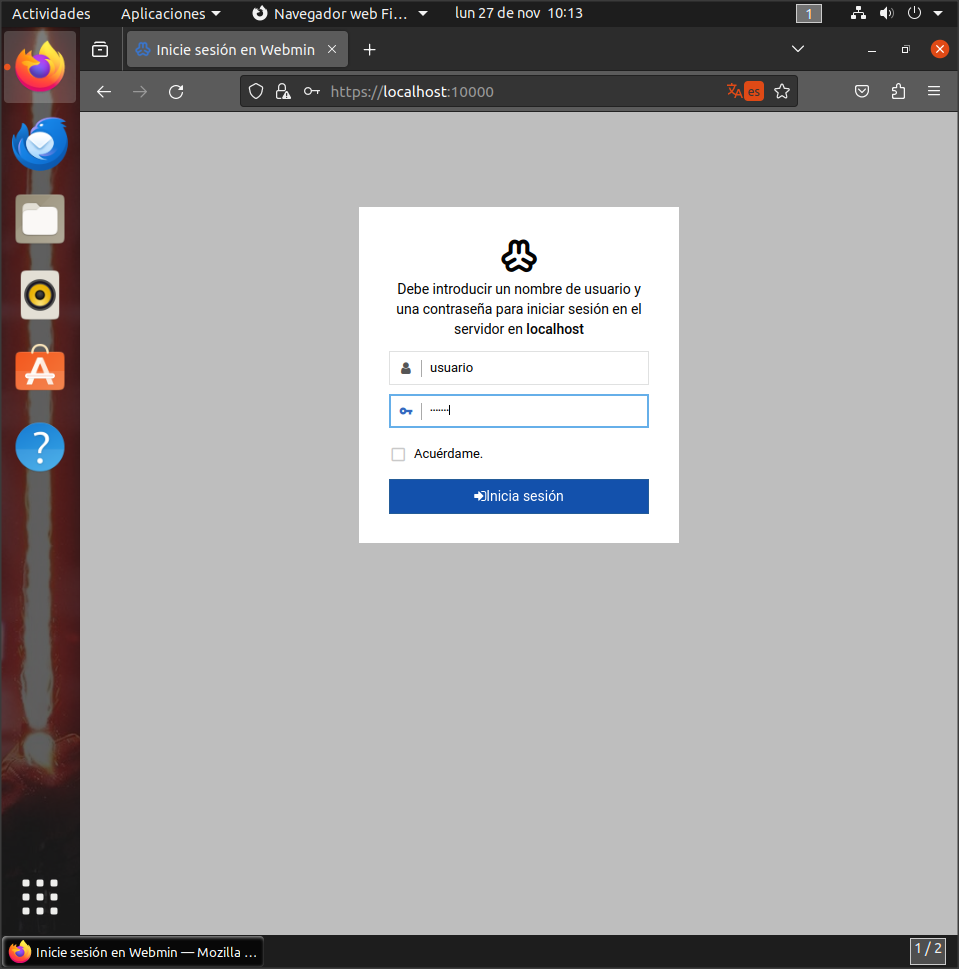 Actividades
Aplicaciones
Navegador web Fi…
lun 27 de nov 10:13
1
Inicie sesión en Webmin
https://localhost:10000
es
Debe introducir un nombre de usuario y
una contraseña para iniciar sesión en el
servidor en localhost
usuario
·······
Acuérdame.
Inicia sesión
Inicie sesión en Webmin — Mozilla …
1 / 2